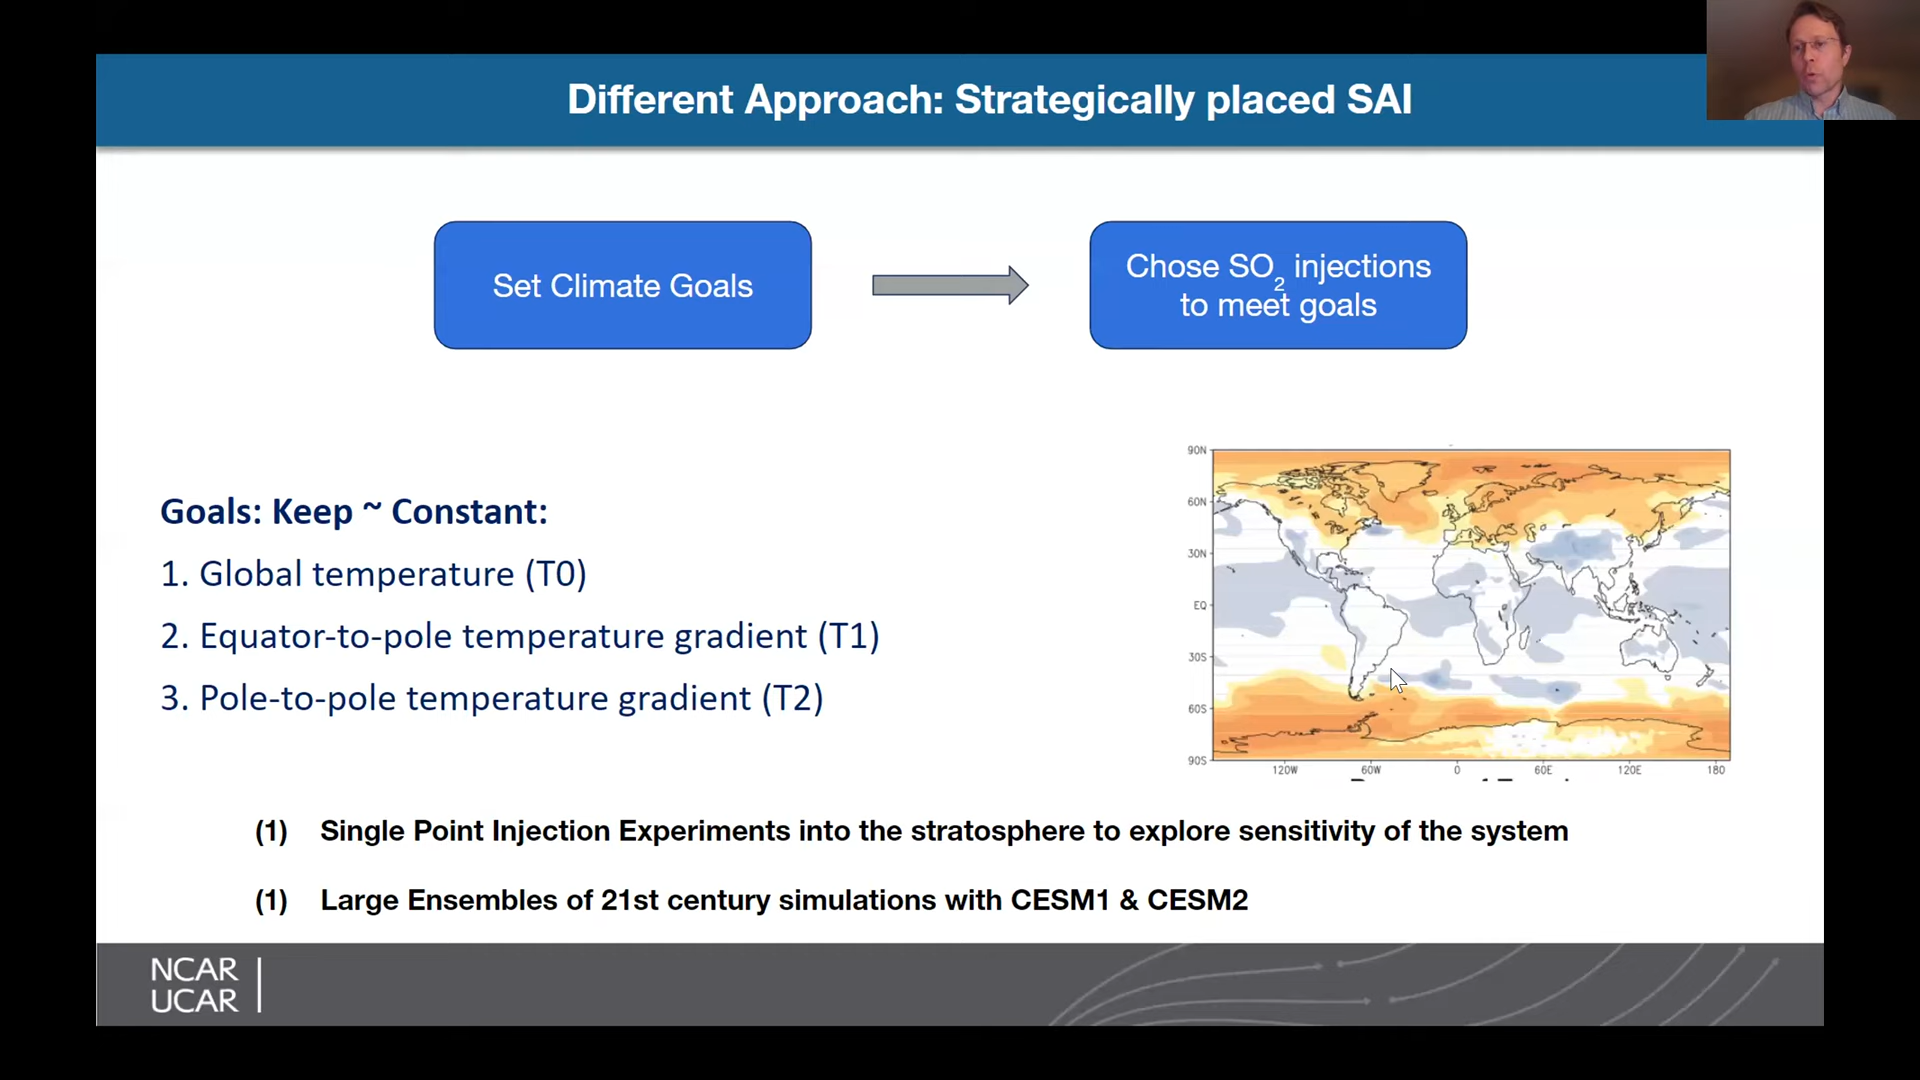 Different Approach: Strategically placed SAI
Set Climate Goals
Chose SO2 injections
to meet goals
Goals: Keep ~ Constant:
1. Global temperature (T0)
2. Equator-to-pole temperature gradient (T1)
3. Pole-to-pole temperature gradient (T2)
90N
60N
30N
EQ
30S
60S
90S
120W 60W 0 60E 120E 180
(1) Single Point Injection Experiments into the stratosphere to explore sensitivity of the system
(1) Large Ensembles of 21st century simulations with CESM1 & CESM2
NCAR
UCAR